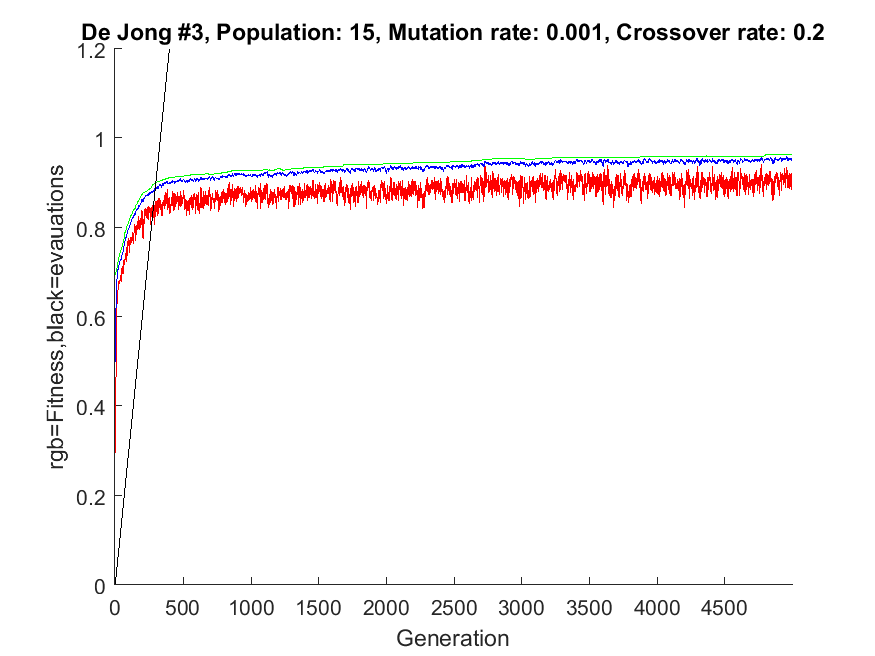 De Jong #3, Population: 15, Mutation rate: 0.001, Crossover rate: 0.2
1.2
1
0.8
0.6
0.4
0.2
0
rgb=Fitness,black=evauations
0 500 1000 1500 2000 2500 3000 3500 4000 4500
Generation